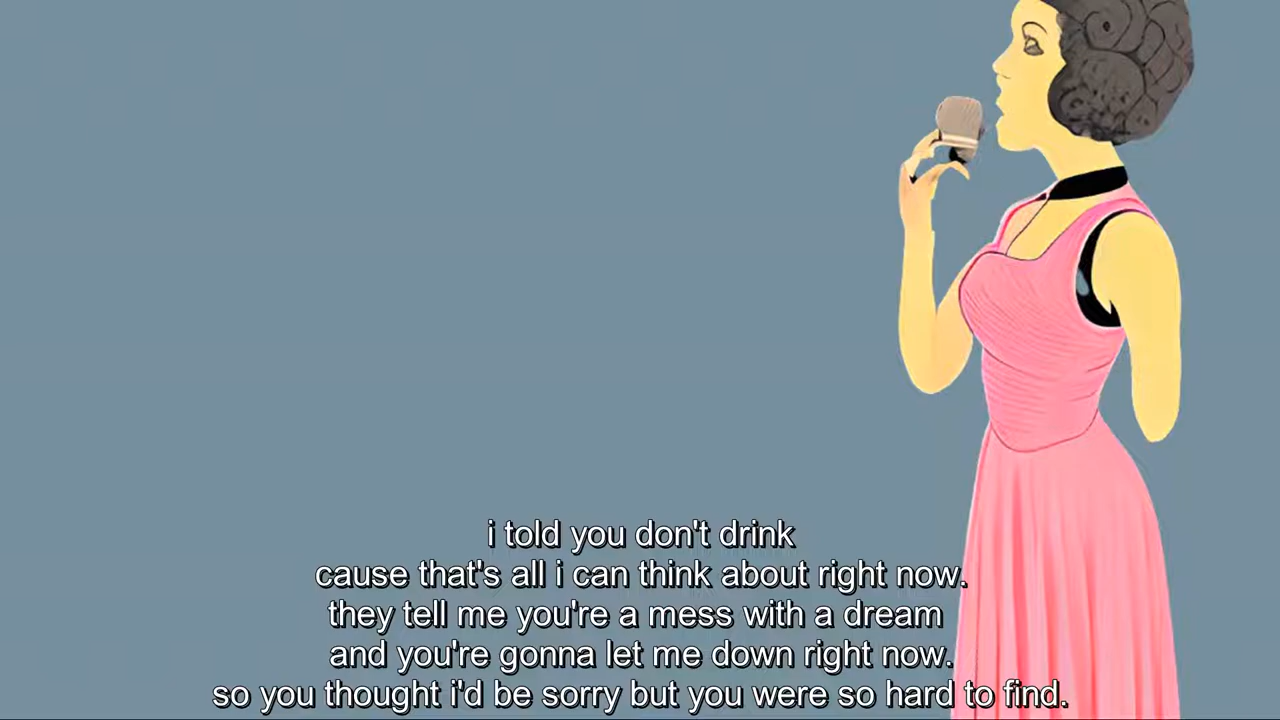 i told you don't drink
cause that's all i can think about right now.
they tell me you're a mess with a dream
and you're gonna let me down right now.
so you thought i'd be sorry but you were so hard to find.